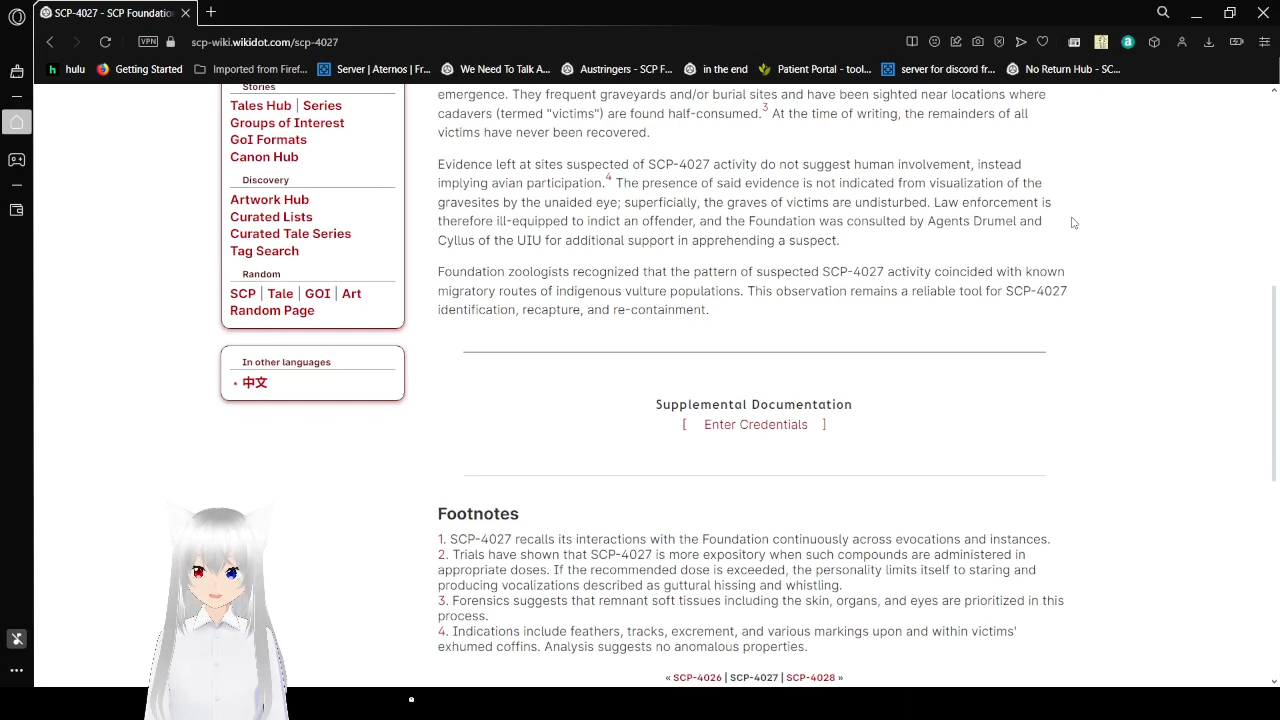 SCP-4027 - SCP Foundatio
VPN
scp-wiki.wikidot.com/scp-4027
hulu
Getting Started
Imported from Firef...
Server | Aternos | Fr...
We Need To Talk A...
Austringers - SCP F...
in the end
Patient Portal - tool...
server for discord fr...
No Return Hub - SC...
Stories
Tales Hub | Series
Groups of Interest
GoI Formats
Canon Hub
Discovery
Artwork Hub
Curated Lists
Curated Tale Series
Tag Search
Random
SCP | Tale | GOI | Art
Random Page
In other languages
中文
emergence. They frequent graveyards and/or burial sites and have been sighted near locations where
cadavers (termed "victims") are found half-consumed.3 At the time of writing, the remainders of all
victims have never been recovered.
Evidence left at sites suspected of SCP-4027 activity do not suggest human involvement, instead
implying avian participation.4 The presence of said evidence is not indicated from visualization of the
gravesites by the unaided eye; superficially, the graves of victims are undisturbed. Law enforcement is
therefore ill-equipped to indict an offender, and the Foundation was consulted by Agents Drumel and
Cyllus of the UIU for additional support in apprehending a suspect.
Foundation zoologists recognized that the pattern of suspected SCP-4027 activity coincided with known
migratory routes of indigenous vulture populations. This observation remains a reliable tool for SCP-4027
identification, recapture, and re-containment.
Supplemental Documentation
[ Enter Credentials ]
Footnotes
1. SCP-4027 recalls its interactions with the Foundation continuously across evocations and instances.
2. Trials have shown that SCP-4027 is more expository when such compounds are administered in
appropriate doses. If the recommended dose is exceeded, the personality limits itself to staring and
producing vocalizations described as guttural hissing and whistling.
3. Forensics suggests that remnant soft tissues including the skin, organs, and eyes are prioritized in this
process.
4. Indications include feathers, tracks, excrement, and various markings upon and within victims'
exhumed coffins. Analysis suggests no anomalous properties.
« SCP-4026 | SCP-4027 | SCP-4028 »